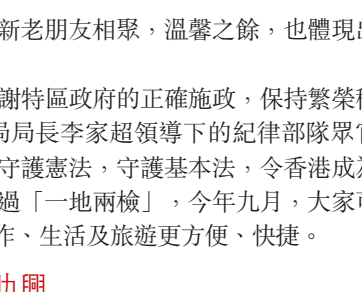 新老朋友相聚，溫馨之餘，也體現出
謝特區政府的正確施政，保持繁榮穩
局局長李家超領導下的紀律部隊眾官
守護憲法，守護基本法，令香港成為
過「一地兩檢」，今年九月，大家可
作、生活及旅遊更方便、快捷。
助興